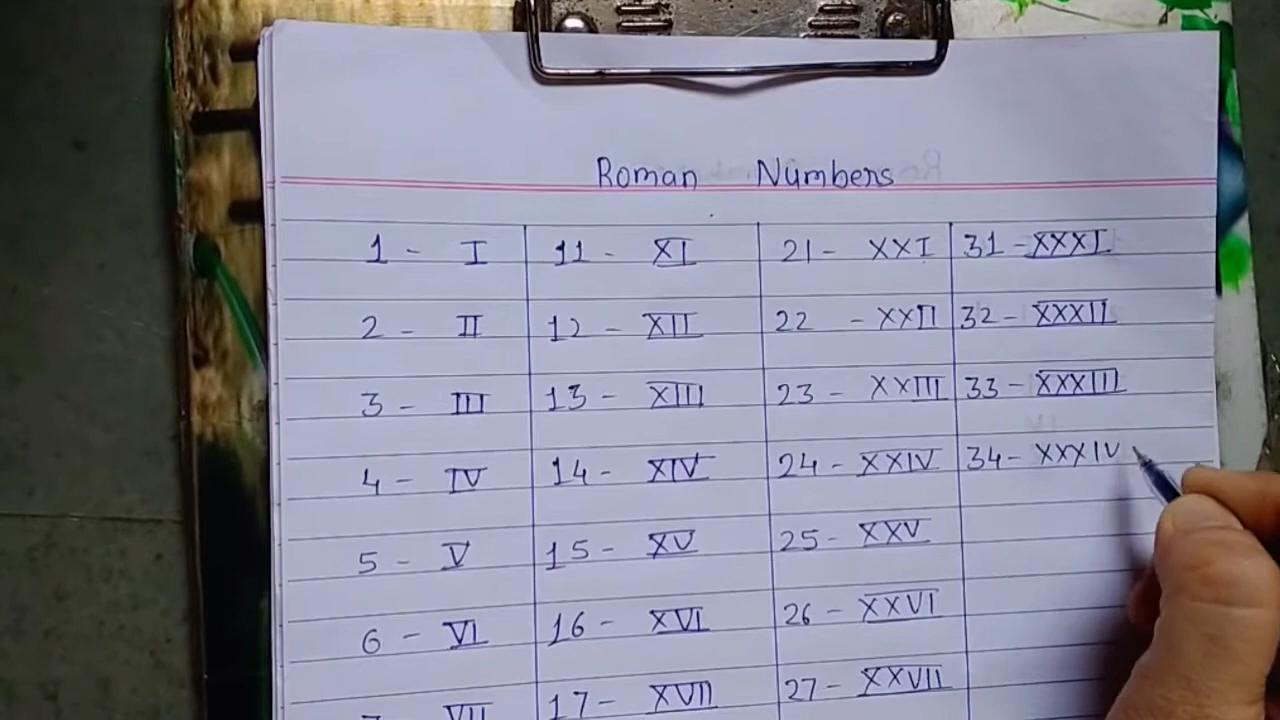 Roman Numbers
1 - I 11 - XI 21 - XXI 31 - XXXI
2 - II 12 - XII 22 - XXII 32 - XXXII
3 - III 13 - XIII 23 - XXIII 33 - XXXIII
4 - IV 14 - XIV 24 - XXIV 34 - XXXIV
5 - V 15 - XV 25 - XXV
6 - VI 16 - XVI 26 - XXVI
7 - VII 17 - XVII 27 - XXVII